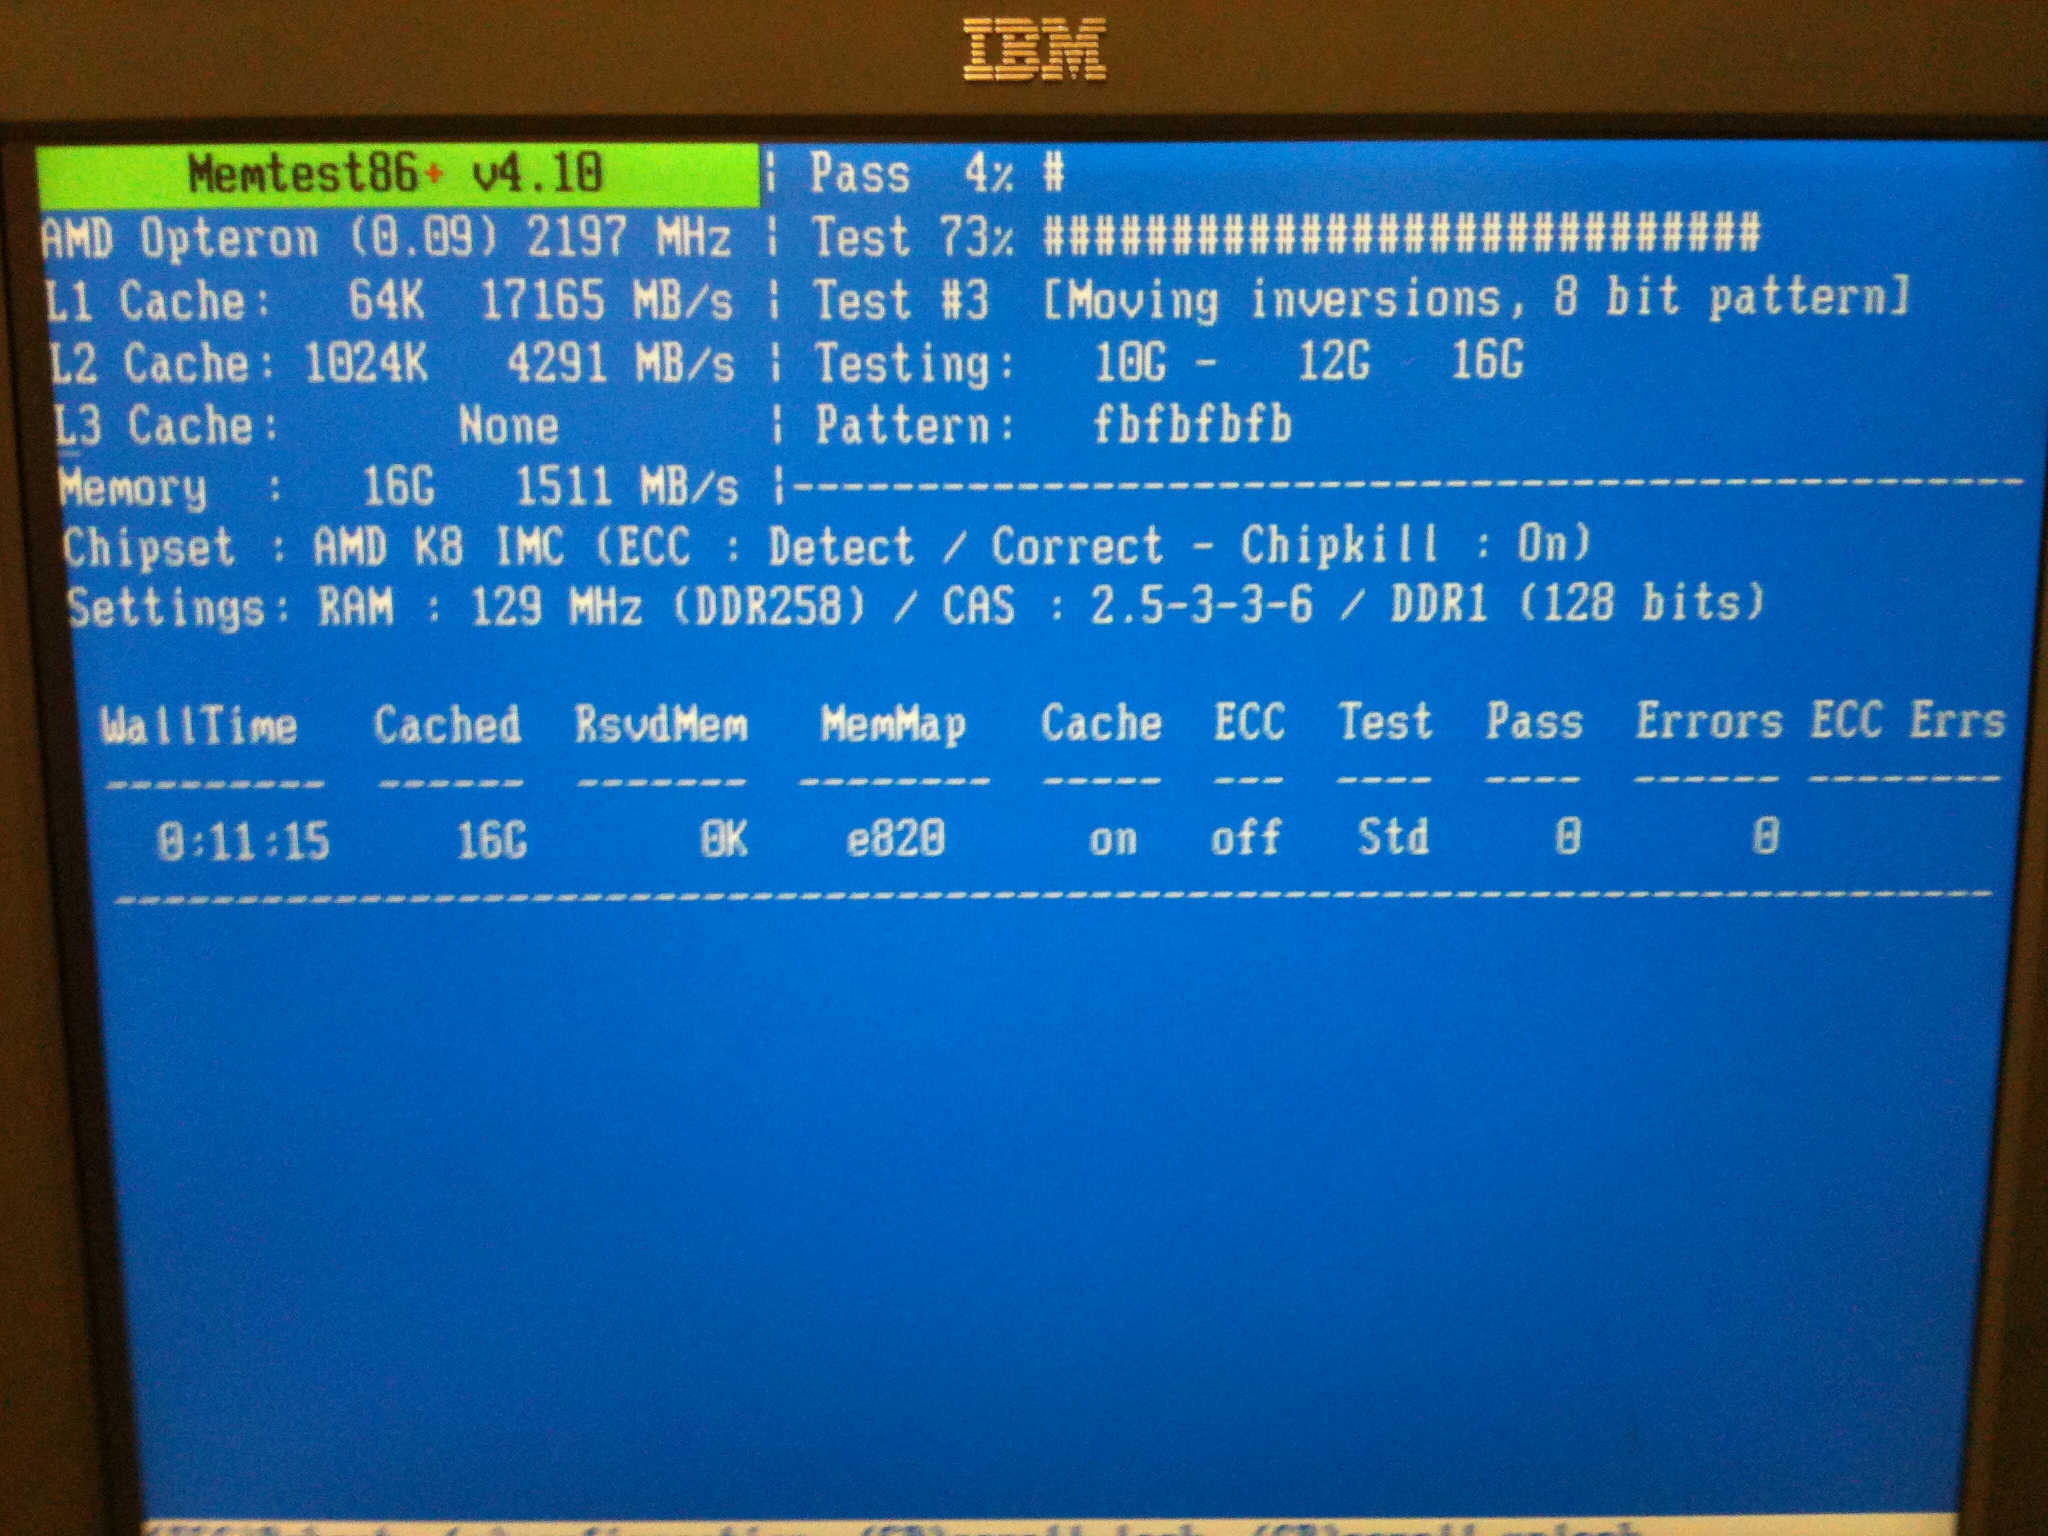 IBM
Memtest86+ v4.10 | Pass 4% #
AMD Opteron (0.09) 2197 MHz | Test 73% ############################
L1 Cache: 64K 17165 MB/s | Test #3 [Moving inversions, 8 bit pattern]
L2 Cache: 1024K 4291 MB/s | Testing: 10G - 12G 16G
L3 Cache: None | Pattern: fbfbfbfb
Memory : 16G 1511 MB/s |--------------------------------------------------
Chipset : AMD K8 IMC (ECC : Detect / Correct - Chipkill : On)
Settings: RAM : 129 MHz (DDR258) / CAS : 2.5-3-3-6 / DDR1 (128 bits)
WallTime Cached RsvdMem MemMap Cache ECC Test Pass Errors ECC Errs
--------- ------ ------- -------- ----- --- ---- ---- ------ --------
0:11:15 16G 0K e820 on off Std 0 0
-----------------------------------------------------------------------------